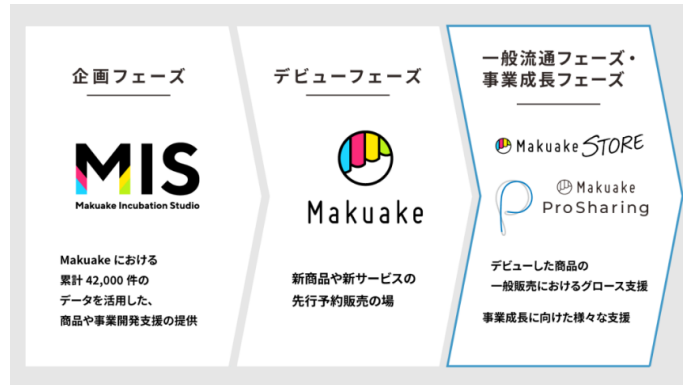 企画フェーズ
MIS
Makuake Incubation Studio
Makuake における
累計 42,000 件の
データを活用した、
商品や事業開発支援の提供
デビューフェーズ
Makuake
新商品や新サービスの
先行予約販売の場
一般流通フェーズ・
事業成長フェーズ
Makuake STORE
Makuake
ProSharing
デビューした商品の
一般販売におけるグロース支援
事業成長に向けた様々な支援